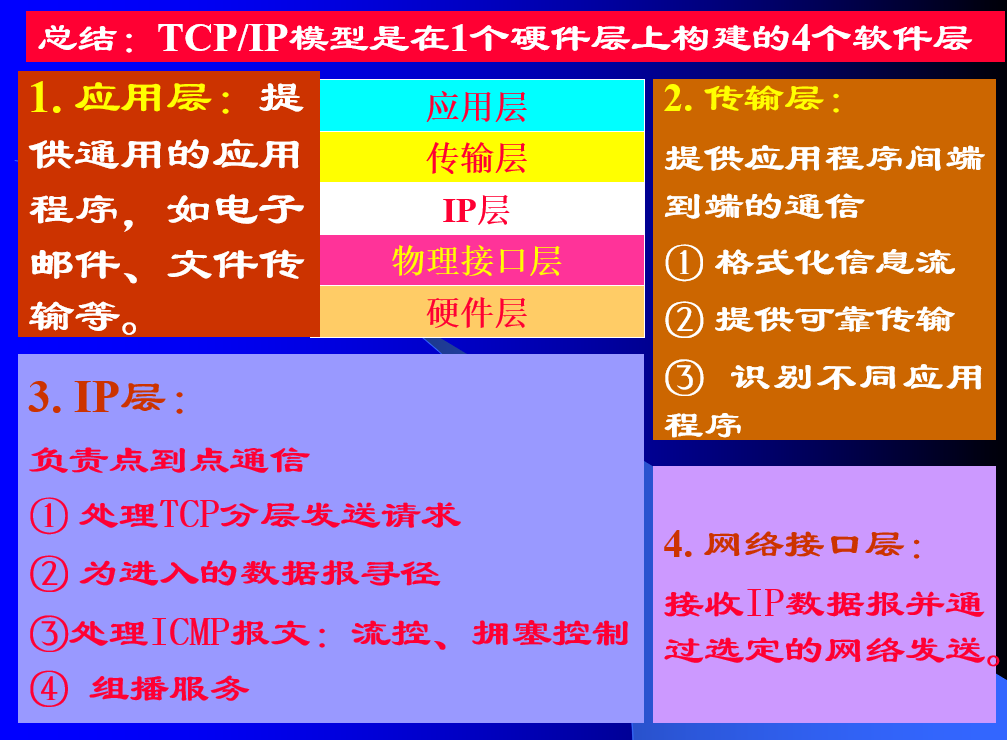 总结：TCP/IP模型是在1个硬件层上构建的4个软件层
1. 应用层：提
供通用的应用
程序，如电子
邮件、文件传
输等。
应用层
传输层
IP层
物理接口层
硬件层
2. 传输层：
提供应用程序间端
到端的通信
① 格式化信息流
② 提供可靠传输
③ 识别不同应用
程序
3. IP层：
负责点到点通信
① 处理TCP分层发送请求
② 为进入的数据报寻径
③处理ICMP报文：流控、拥塞控制
④ 组播服务
4. 网络接口层：
接收IP数据报并通
过选定的网络发送。